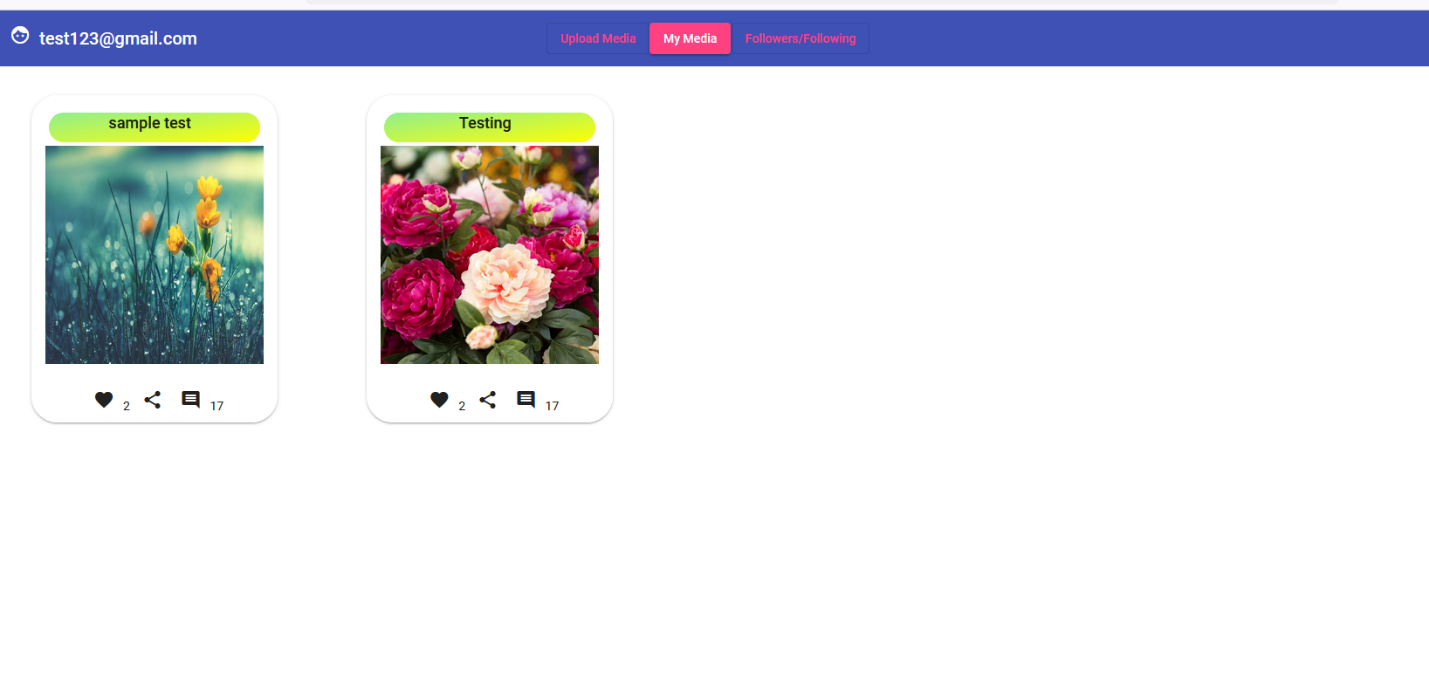 test123@gmail.com
Upload Media
My Media
Followers/Following
sample test
Testing
2
17
2
17